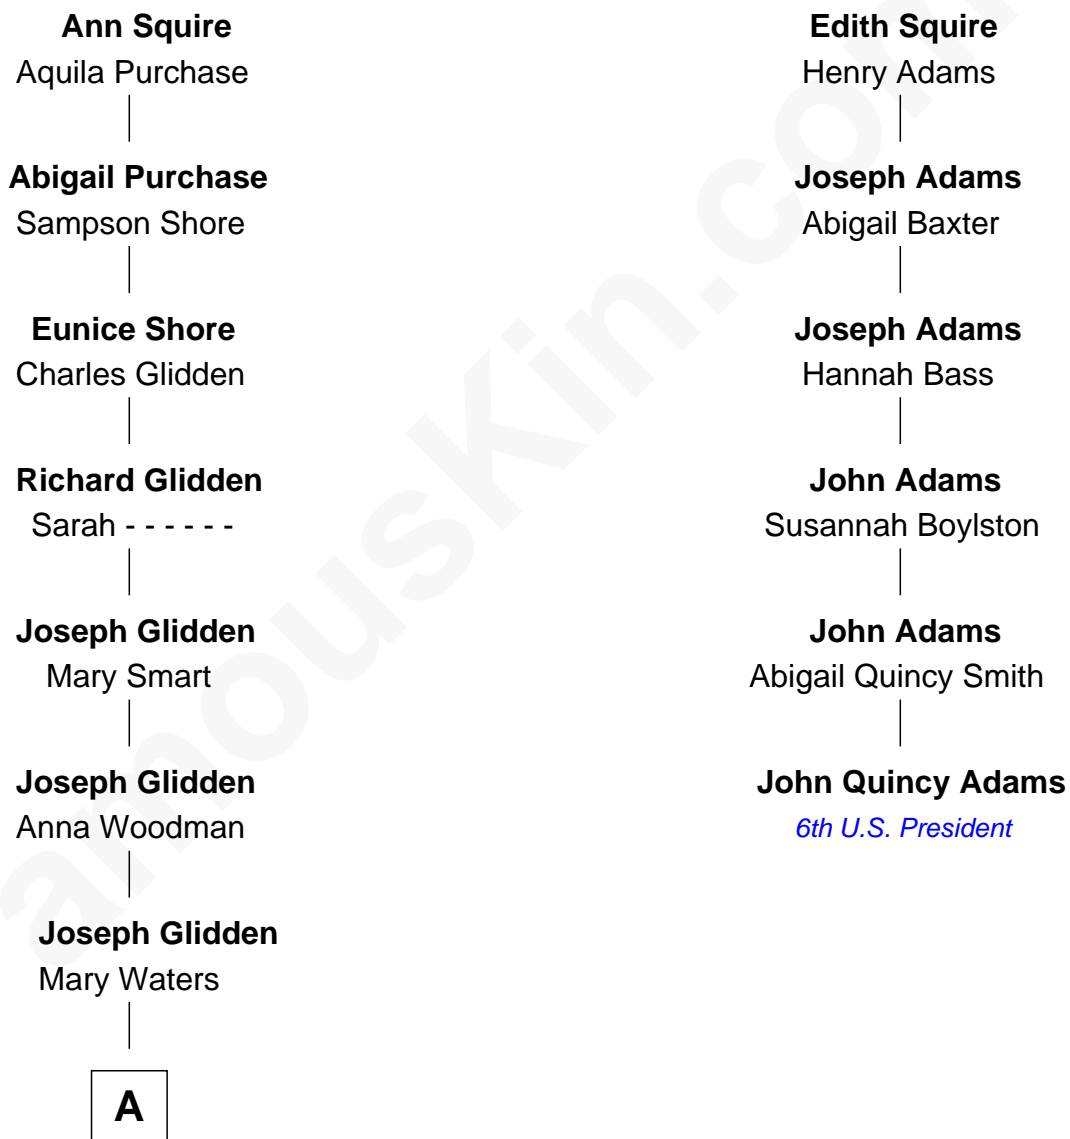 Ann Squire
Aquila Purchase
Abigail Purchase
Sampson Shore
Eunice Shore
Charles Glidden
Richard Glidden
Sarah - - - - - -
Joseph Glidden
Mary Smart
Joseph Glidden
Anna Woodman
Joseph Glidden
Mary Waters
A
Edith Squire
Henry Adams
Joseph Adams
Abigail Baxter
Joseph Adams
Hannah Bass
John Adams
Susannah Boylston
John Adams
Abigail Quincy Smith
John Quincy Adams
6th U.S. President
amouskin.com